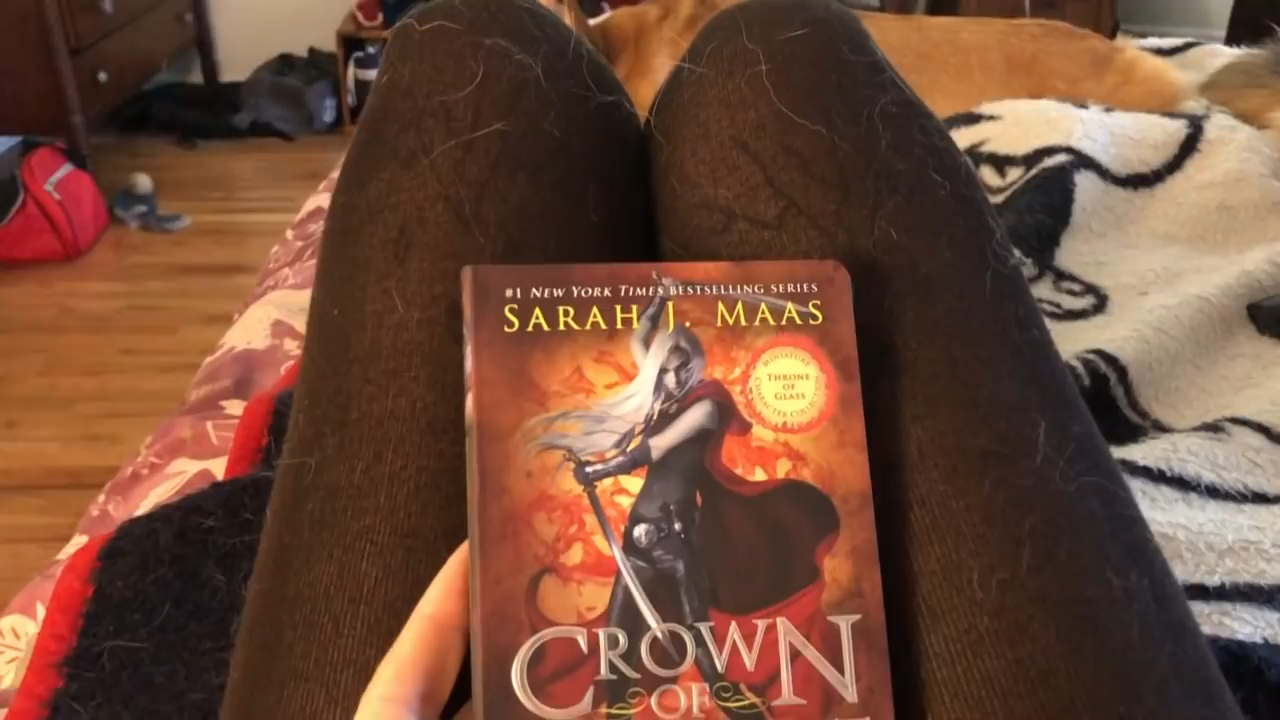 #1 NEW YORK TIMES BESTSELLING SERIES
SARAH J. MAAS
MINIATURE
THRONE
OF
GLASS
CHARACTER COLLECTION
CROWN
OF